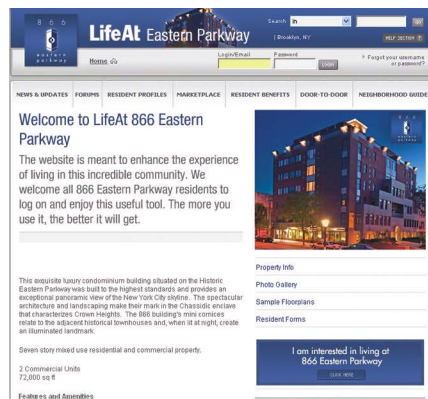 8 6 6
eastern
parkway
LifeAt Eastern Parkway
Search in GO
| Brooklyn, NY
HELP SECTION
Home
Login/Email Password
LOGIN
Forgot your username
or password?
NEWS & UPDATES FORUMS RESIDENT PROFILES MARKETPLACE RESIDENT BENEFITS DOOR-TO-DOOR NEIGHBORHOOD GUIDE
Welcome to LifeAt 866 Eastern
Parkway
The website is meant to enhance the experience
of living in this incredible community. We
welcome all 866 Eastern Parkway residents to
log on and enjoy this useful tool. The more you
use it, the better it will get.
8 6 6
This exquisite luxury condominium building situated on the Historic
Eastern Parkway was built to the highest standards and provides an
exceptional panoramic view of the New York City skyline. The spectacular
architecture and landscaping make their mark in the Chassidic enclave
that characterizes Crown Heights. The 866 building's mini cornices
relate to the adjacent historical townhouses and, when lit at night, create
an illuminated landmark.
Seven story mixed use residential and commercial property.
2 Commercial Units
72,000 sq fl
Features and Amenities
Property Info
Photo Gallery
Sample Floorplans
Resident Forms
I am interested in living at
866 Eastern Parkway
CLICK HERE